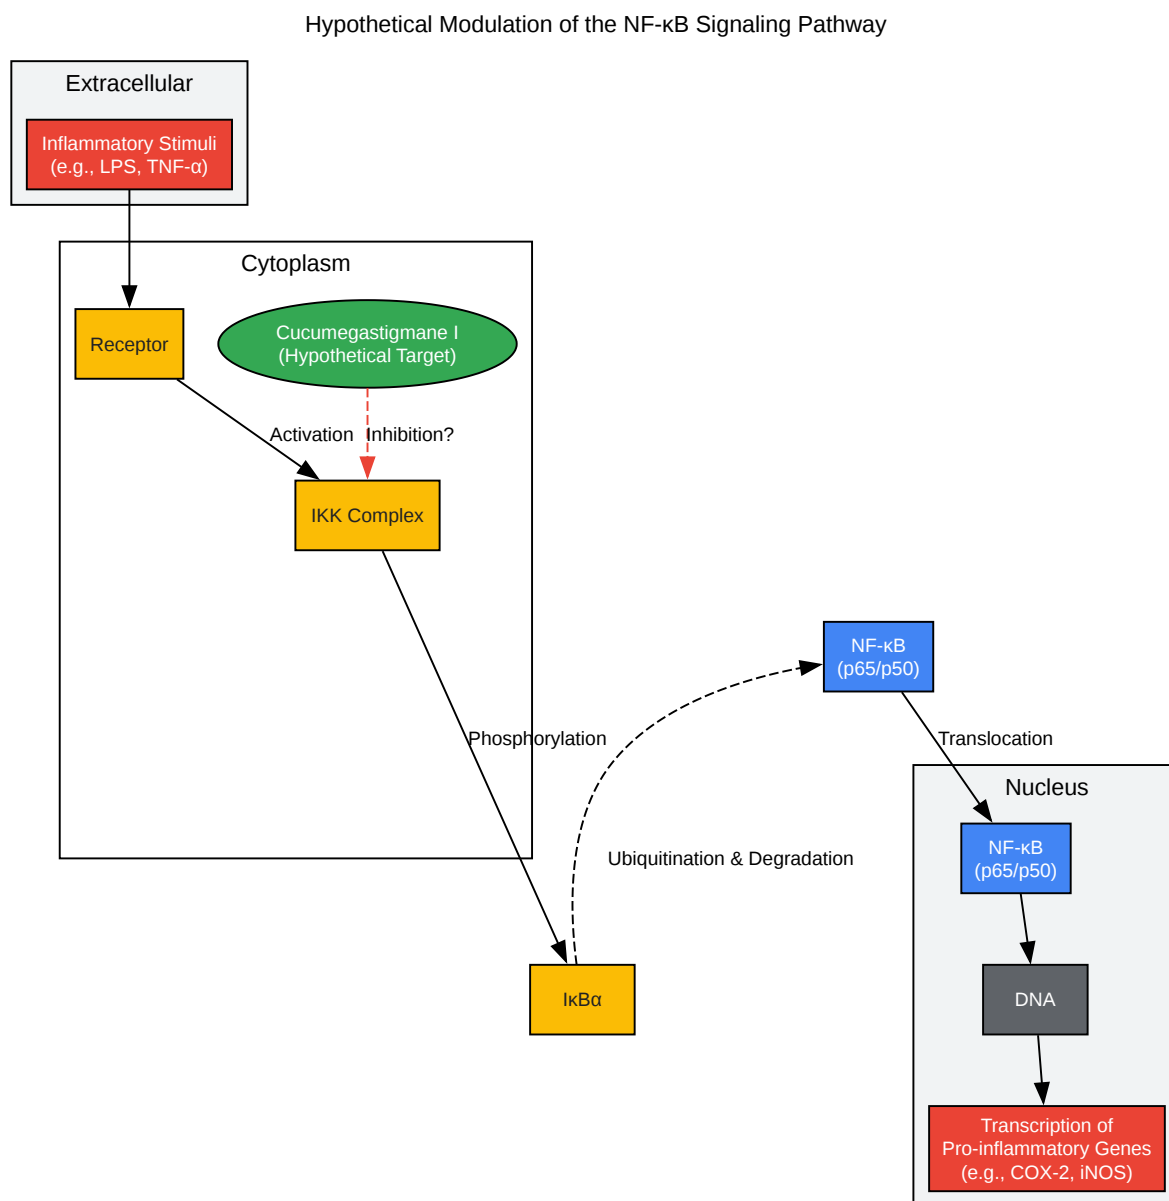 Hypothetical Modulation of the NF-κB Signaling Pathway
Extracellular
Inflammatory Stimuli
(e.g., LPS, TNF-α)
Cytoplasm
Receptor
Cucumegastigmane I
(Hypothetical Target)
Activation
Inhibition?
IKK Complex
NF-κB
(p65/p50)
Phosphorylation
Translocation
Nucleus
NF-κB
(p65/p50)
Ubiquitination & Degradation
IκBα
DNA
Transcription of
Pro-inflammatory Genes
(e.g., COX-2, iNOS)